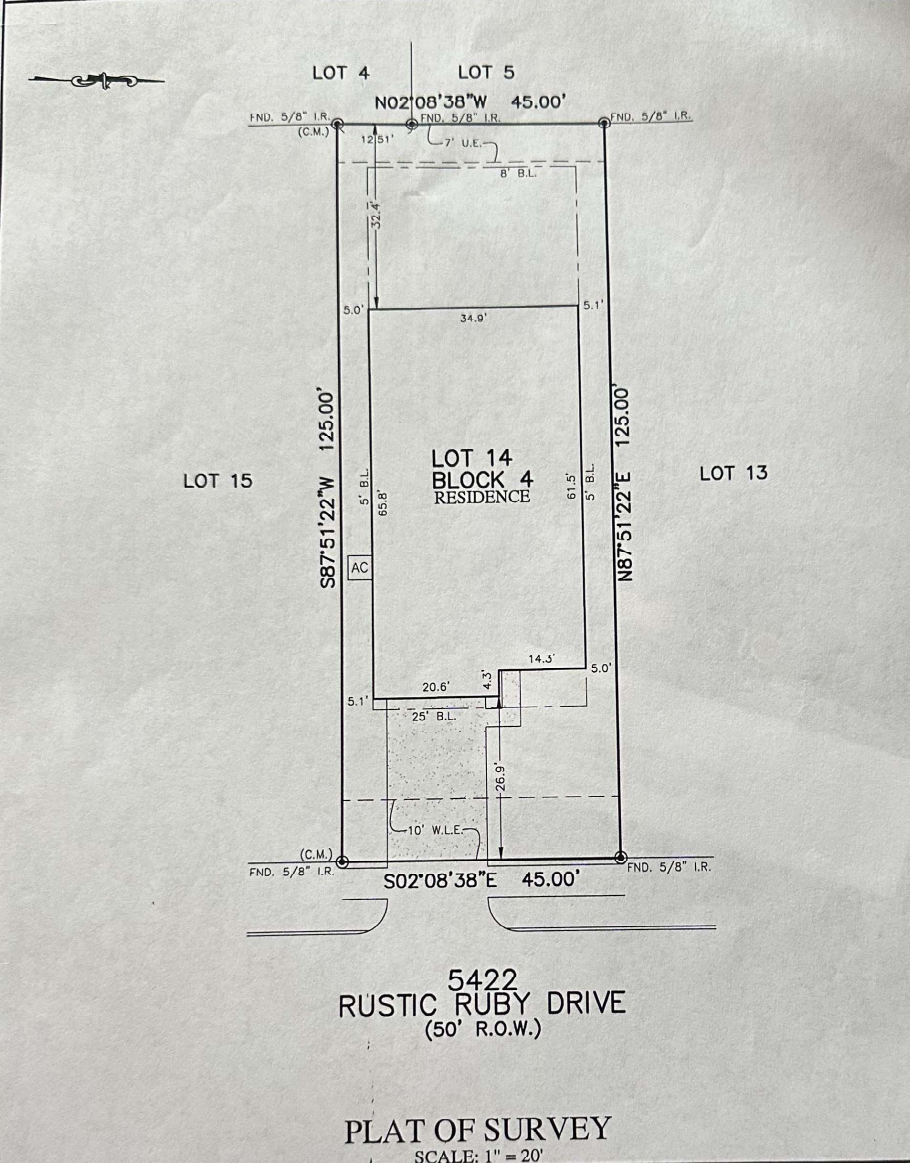 LOT 4
LOT 5
N02°08'38"W 45.00'
FND. 5/8" I.R.
(C.M.)
FND. 5/8" I.R.
FND. 5/8" I.R.
12.51'
7' U.E.
8' B.L.
32.4'
5.0'
5.1'
34.9'
S87°51'22"W 125.00'
N87°51'22"E 125.00'
LOT 15
LOT 14
BLOCK 4
RESIDENCE
LOT 13
5' B.L.
65.8'
61.5'
5' B.L.
AC
14.3'
5.0'
20.6'
4.3'
5.1'
25' B.L.
26.9'
10' W.L.E.
(C.M.)
FND. 5/8" I.R.
FND. 5/8" I.R.
S02°08'38"E 45.00'
5422
RUSTIC RUBY DRIVE
(50' R.O.W.)
PLAT OF SURVEY
SCALE: 1" = 20'